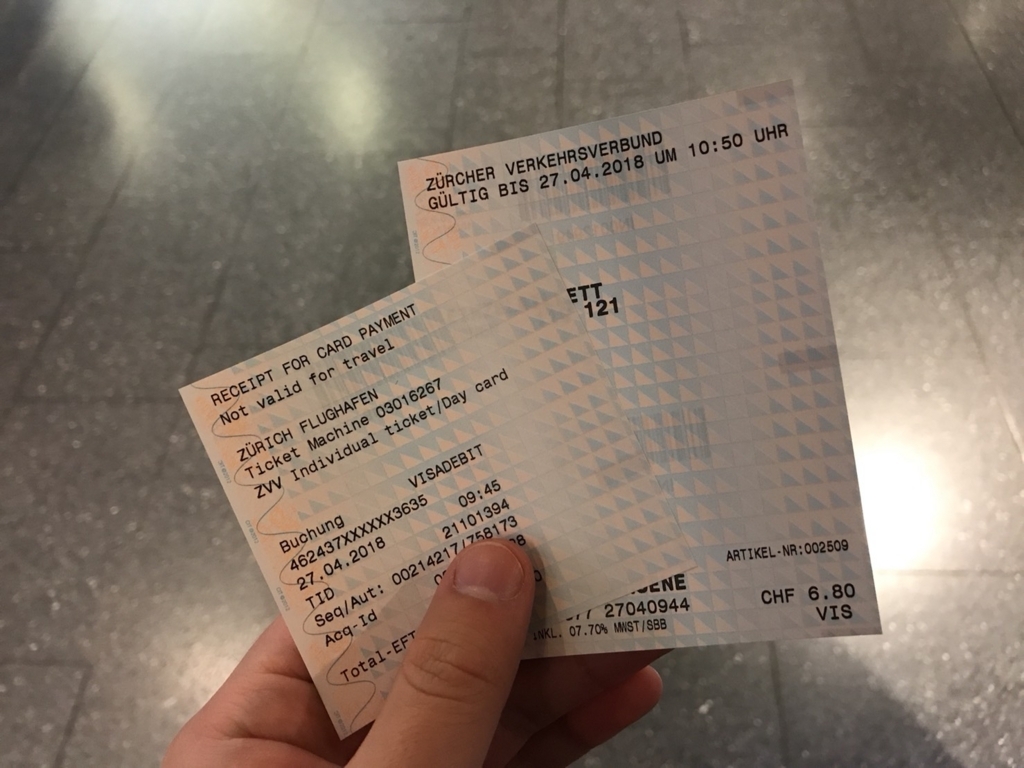 ZÜRCHER VERKEHRSVERBUND
GÜLTIG BIS 27.04.2018 UM 10:50 UHR
121
ARTIKEL-NR:002509
CHF 6.80
27040944
VIS
07.70% MWST/SBB
RECEIPT FOR CARD PAYMENT
Not valid for travel
ZÜRICH FLUGHAFEN
Ticket Machine 03016267
ZVV Individual ticket/Day card
VISADEBIT
Buchung
462437XXXXXX3635
27.04.2018 09:45
TID 21101394
Seq/Aut: 00214217/758173
Acq-Id
Total-EFT